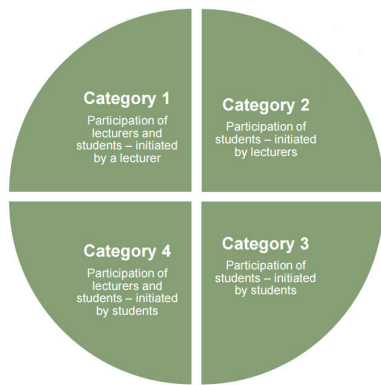 Category 1
Participation of
lecturers and
students – initiated
by a lecturer
Category 2
Participation of
students – initiated
by lecturers
Category 4
Participation of
lecturers and
students – initiated
by students
Category 3
Participation of
students – initiated
by students